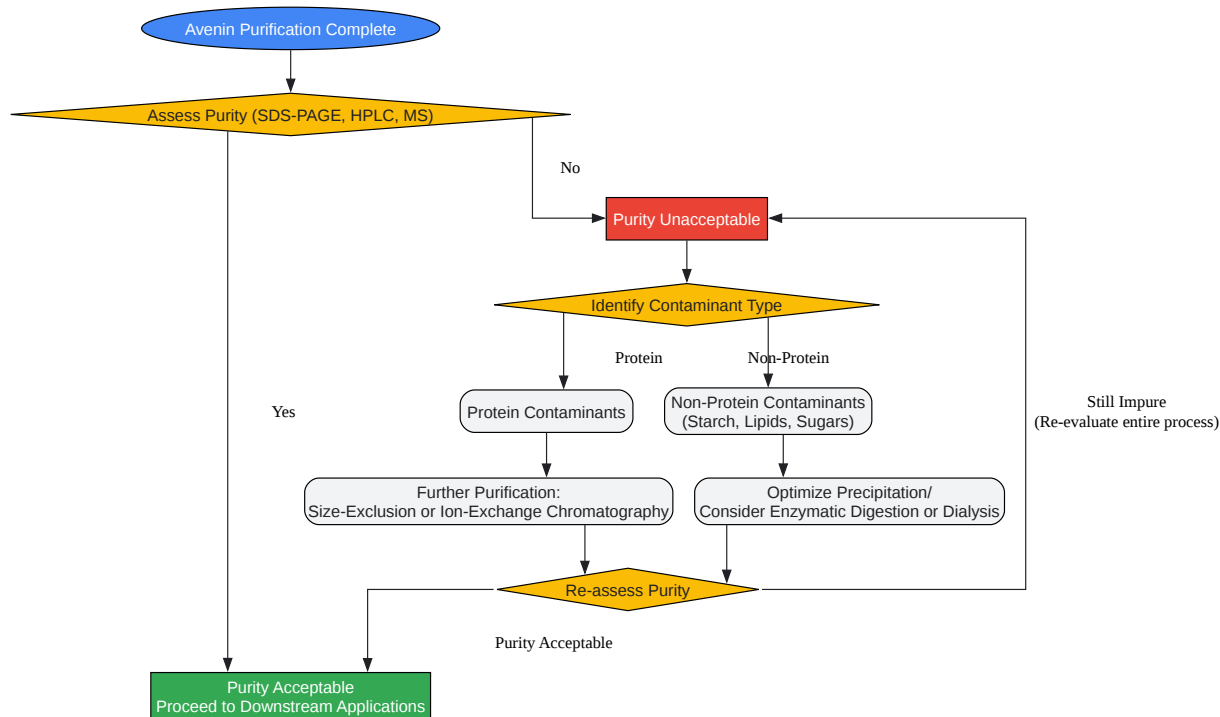 Avenin Purification Complete
Assess Purity (SDS-PAGE, HPLC, MS)
No
Purity Unacceptable
Identify Contaminant Type
Protein
Non-Protein
Protein Contaminants
Non-Protein Contaminants
(Starch, Lipids, Sugars)
Yes
Still Impure
(Re-evaluate entire process)
Further Purification:
Size-Exclusion or Ion-Exchange Chromatography
Optimize Precipitation/
Consider Enzymatic Digestion or Dialysis
Re-assess Purity
Purity Acceptable
Purity Acceptable
Proceed to Downstream Applications